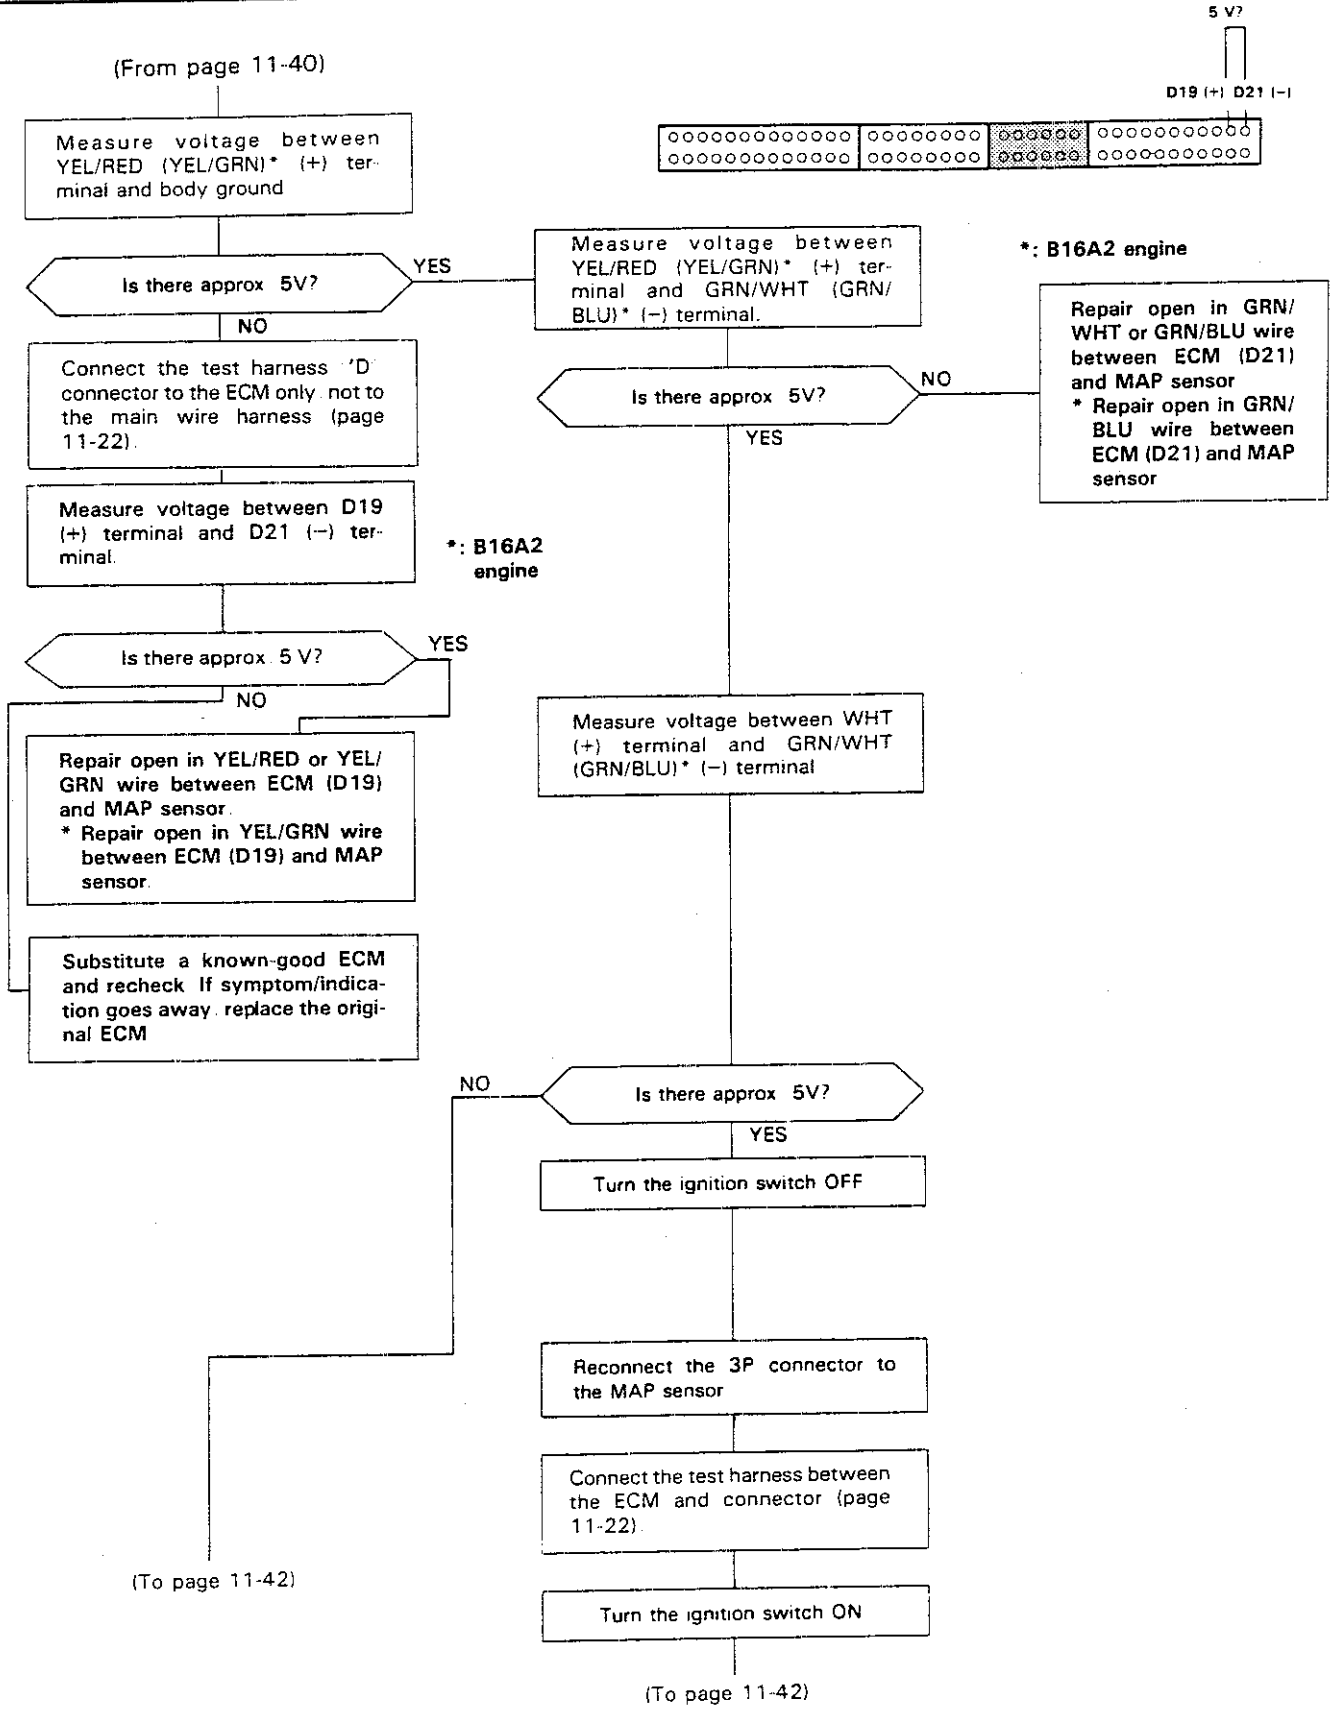 5 V?
(From page 11-40)
D19 (+) D21 (−)
Measure voltage between
YEL/RED (YEL/GRN)* (+) ter-
minal and body ground
Is there approx 5V?
YES
NO
Measure voltage between
YEL/RED (YEL/GRN)* (+) ter-
minal and GRN/WHT (GRN/
BLU)* (−) terminal.
*: B16A2 engine
Is there approx 5V?
NO
YES
Repair open in GRN/
WHT or GRN/BLU wire
between ECM (D21)
and MAP sensor
* Repair open in GRN/
BLU wire between
ECM (D21) and MAP
sensor
Connect the test harness 'D
connector to the ECM only not to
the main wire harness (page
11-22).
Measure voltage between D19
(+) terminal and D21 (−) ter-
minal.
*: B16A2
engine
Is there approx. 5 V?
YES
NO
Repair open in YEL/RED or YEL/
GRN wire between ECM (D19)
and MAP sensor.
* Repair open in YEL/GRN wire
between ECM (D19) and MAP
sensor.
Substitute a known-good ECM
and recheck If symptom/indica-
tion goes away. replace the origi-
nal ECM
Measure voltage between WHT
(+) terminal and GRN/WHT
(GRN/BLU)* (−) terminal
Is there approx 5V?
NO
YES
Turn the ignition switch OFF
Reconnect the 3P connector to
the MAP sensor
Connect the test harness between
the ECM and connector (page
11-22).
Turn the ignition switch ON
(To page 11-42)
(To page 11-42)